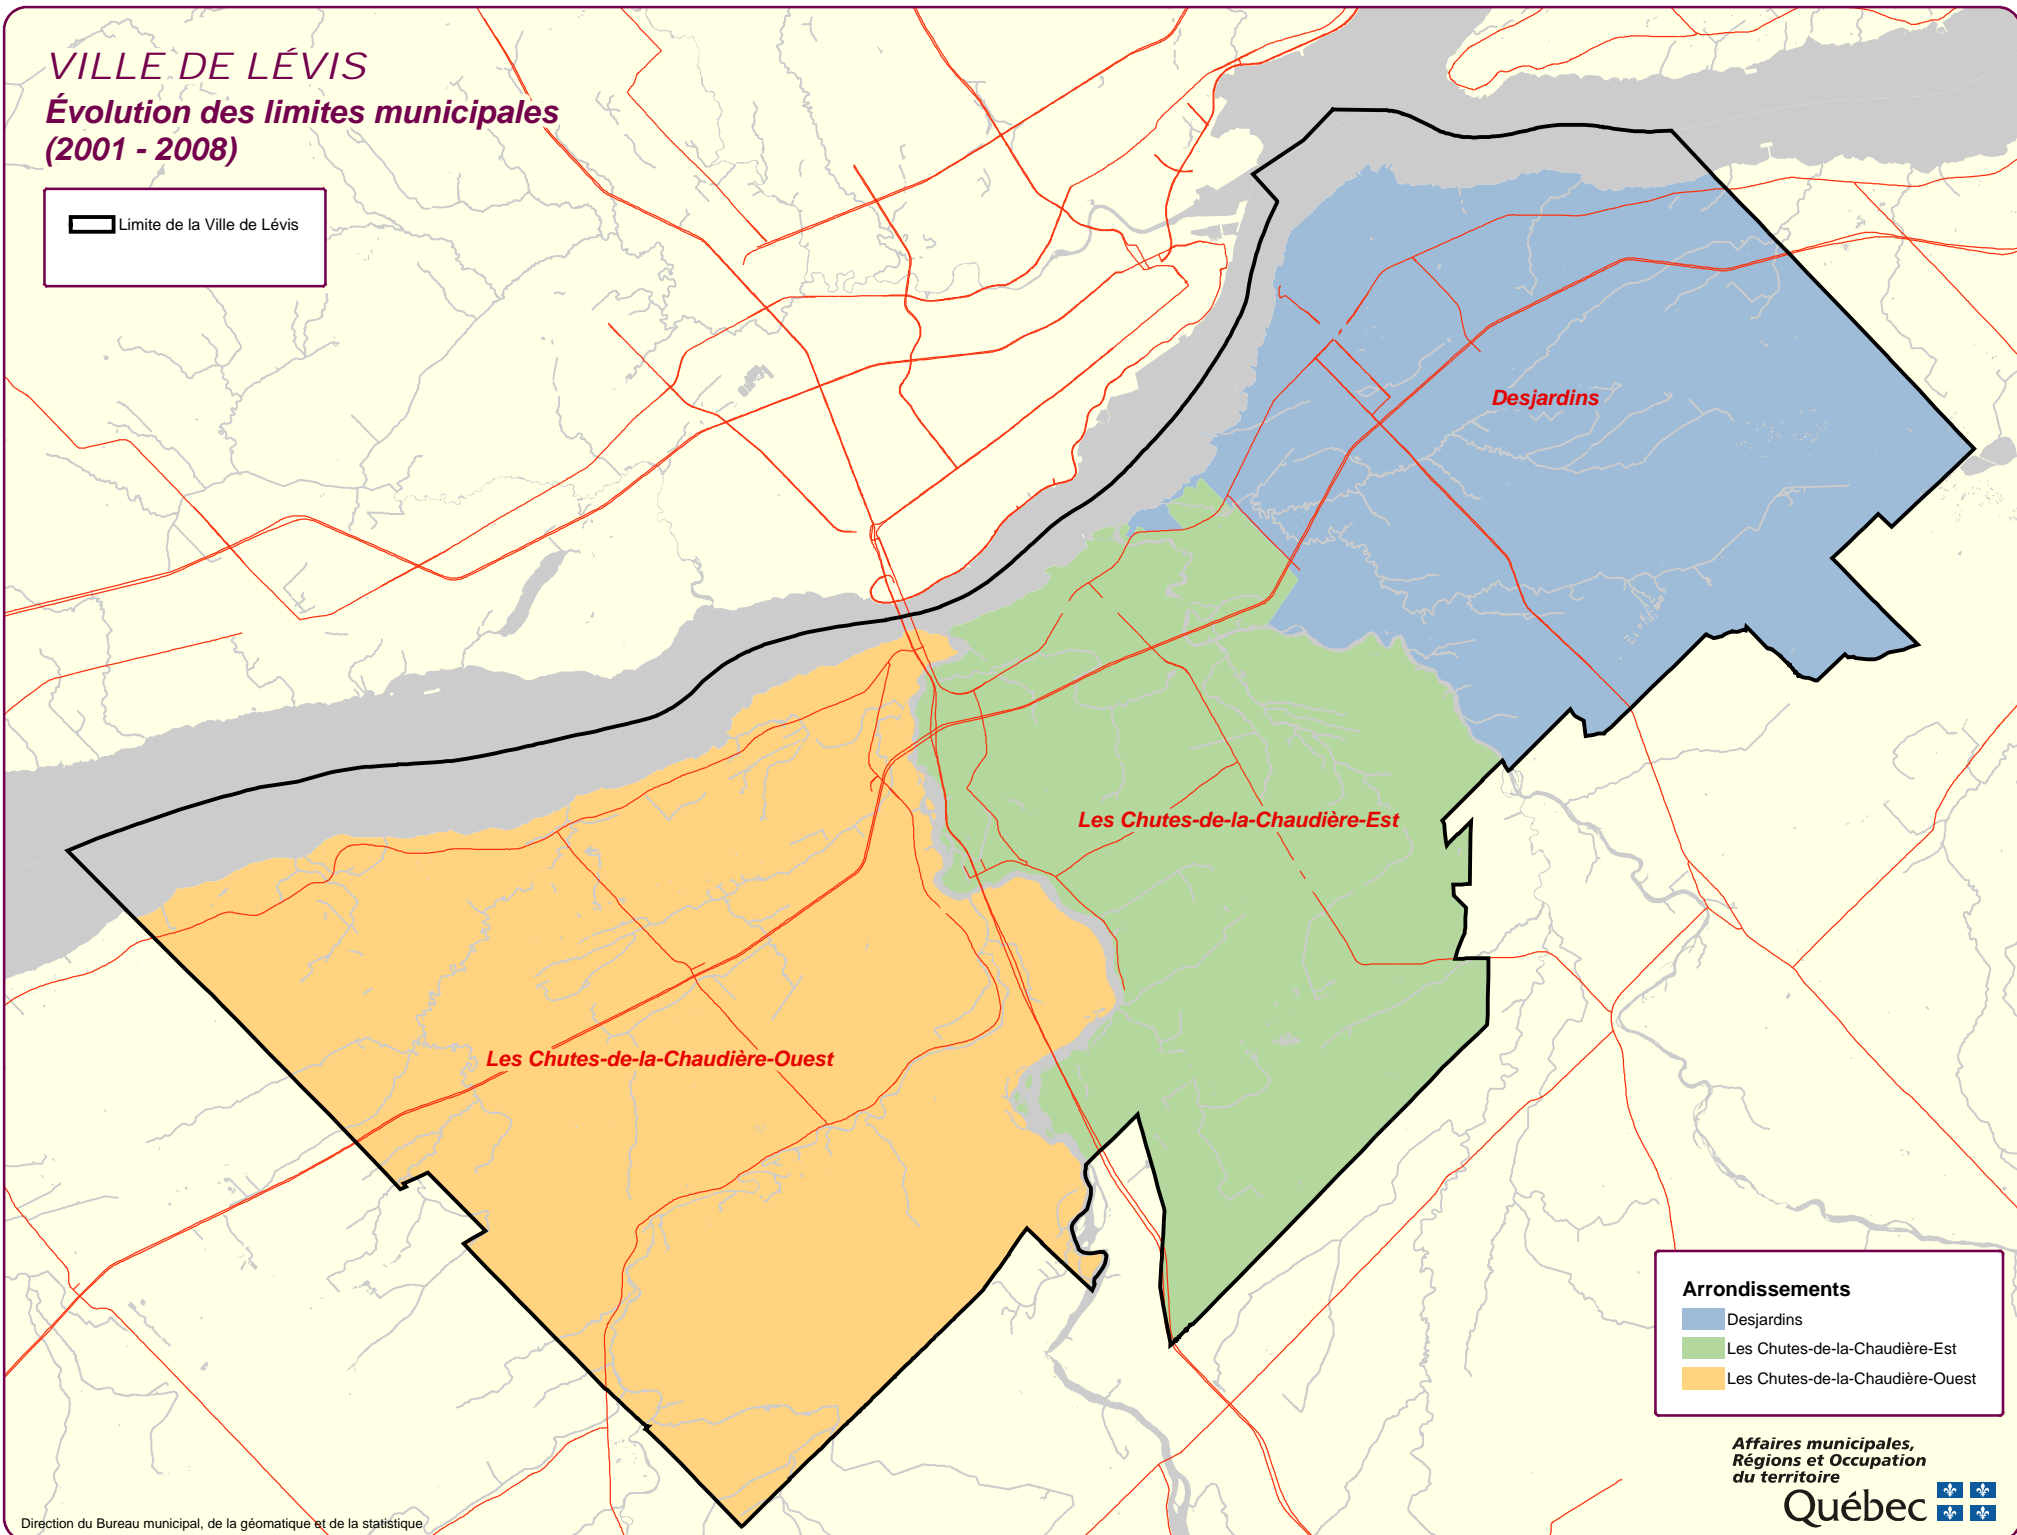 VILLE DE LÉVIS
Évolution des limites municipales
(2001 - 2008)
Limite de la Ville de Lévis
Desjardins
Les Chutes-de-la-Chaudière-Est
Les Chutes-de-la-Chaudière-Ouest
Arrondissements
Desjardins
Les Chutes-de-la-Chaudière-Est
Les Chutes-de-la-Chaudière-Ouest
Affaires municipales,
Régions et Occupation
du territoire
Québec
Direction du Bureau municipal, de la géomatique et de la statistique